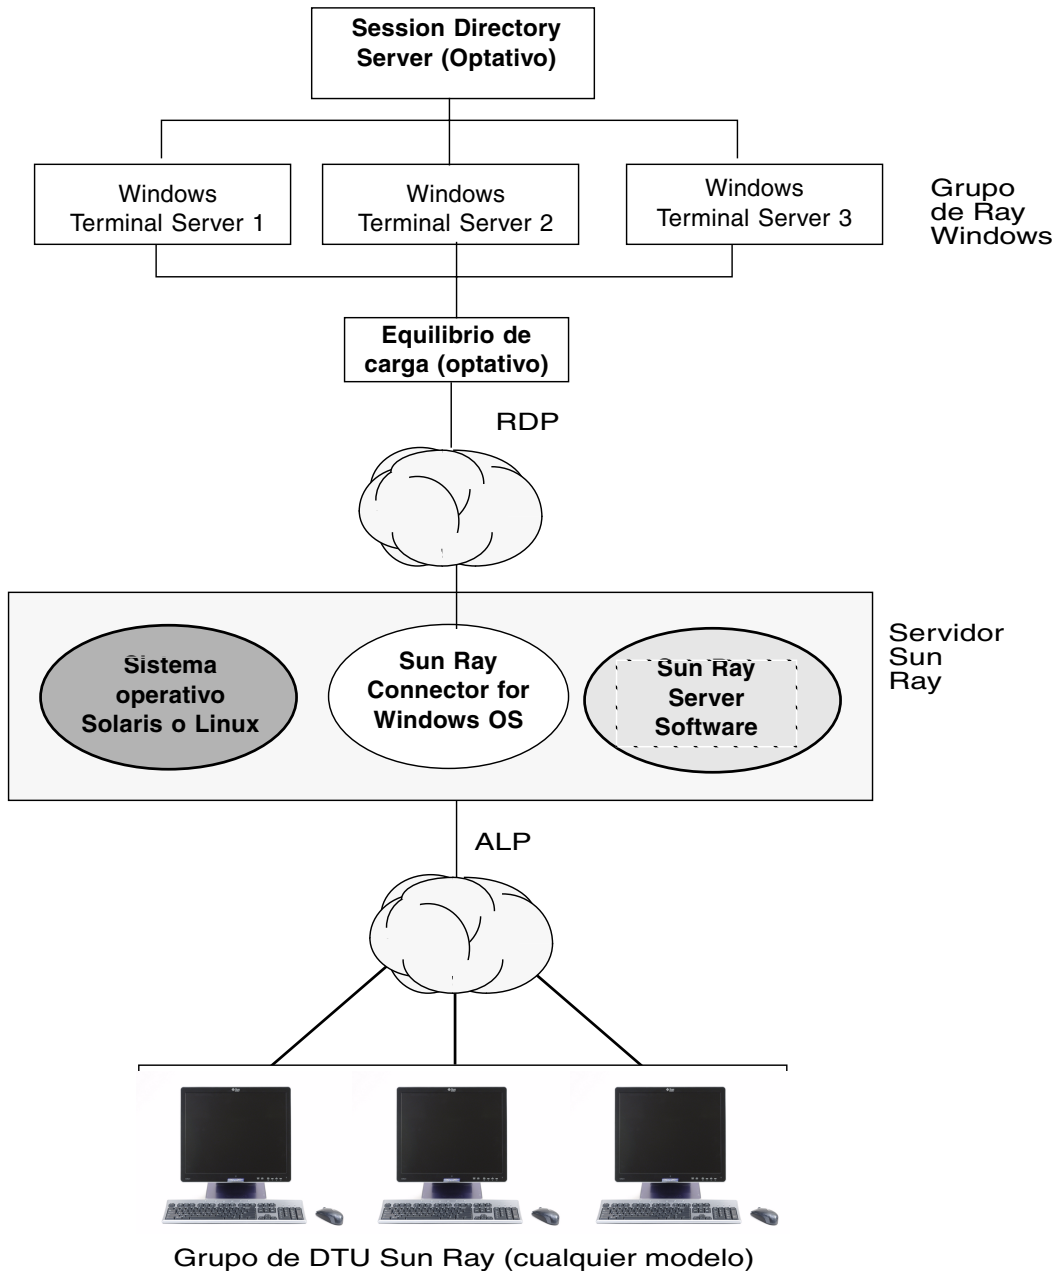 Session Directory
Server (Optativo)
Windows
Terminal Server 1
Windows
Terminal Server 2
Windows
Terminal Server 3
Grupo
de Ray
Windows
Equilibrio de
carga (optativo)
RDP
Servidor
Sun
Ray
Sistema
operativo
Solaris o Linux
Sun Ray
Connector for
Windows OS
Sun Ray
Server
Software
ALP
Grupo de DTU Sun Ray (cualquier modelo)